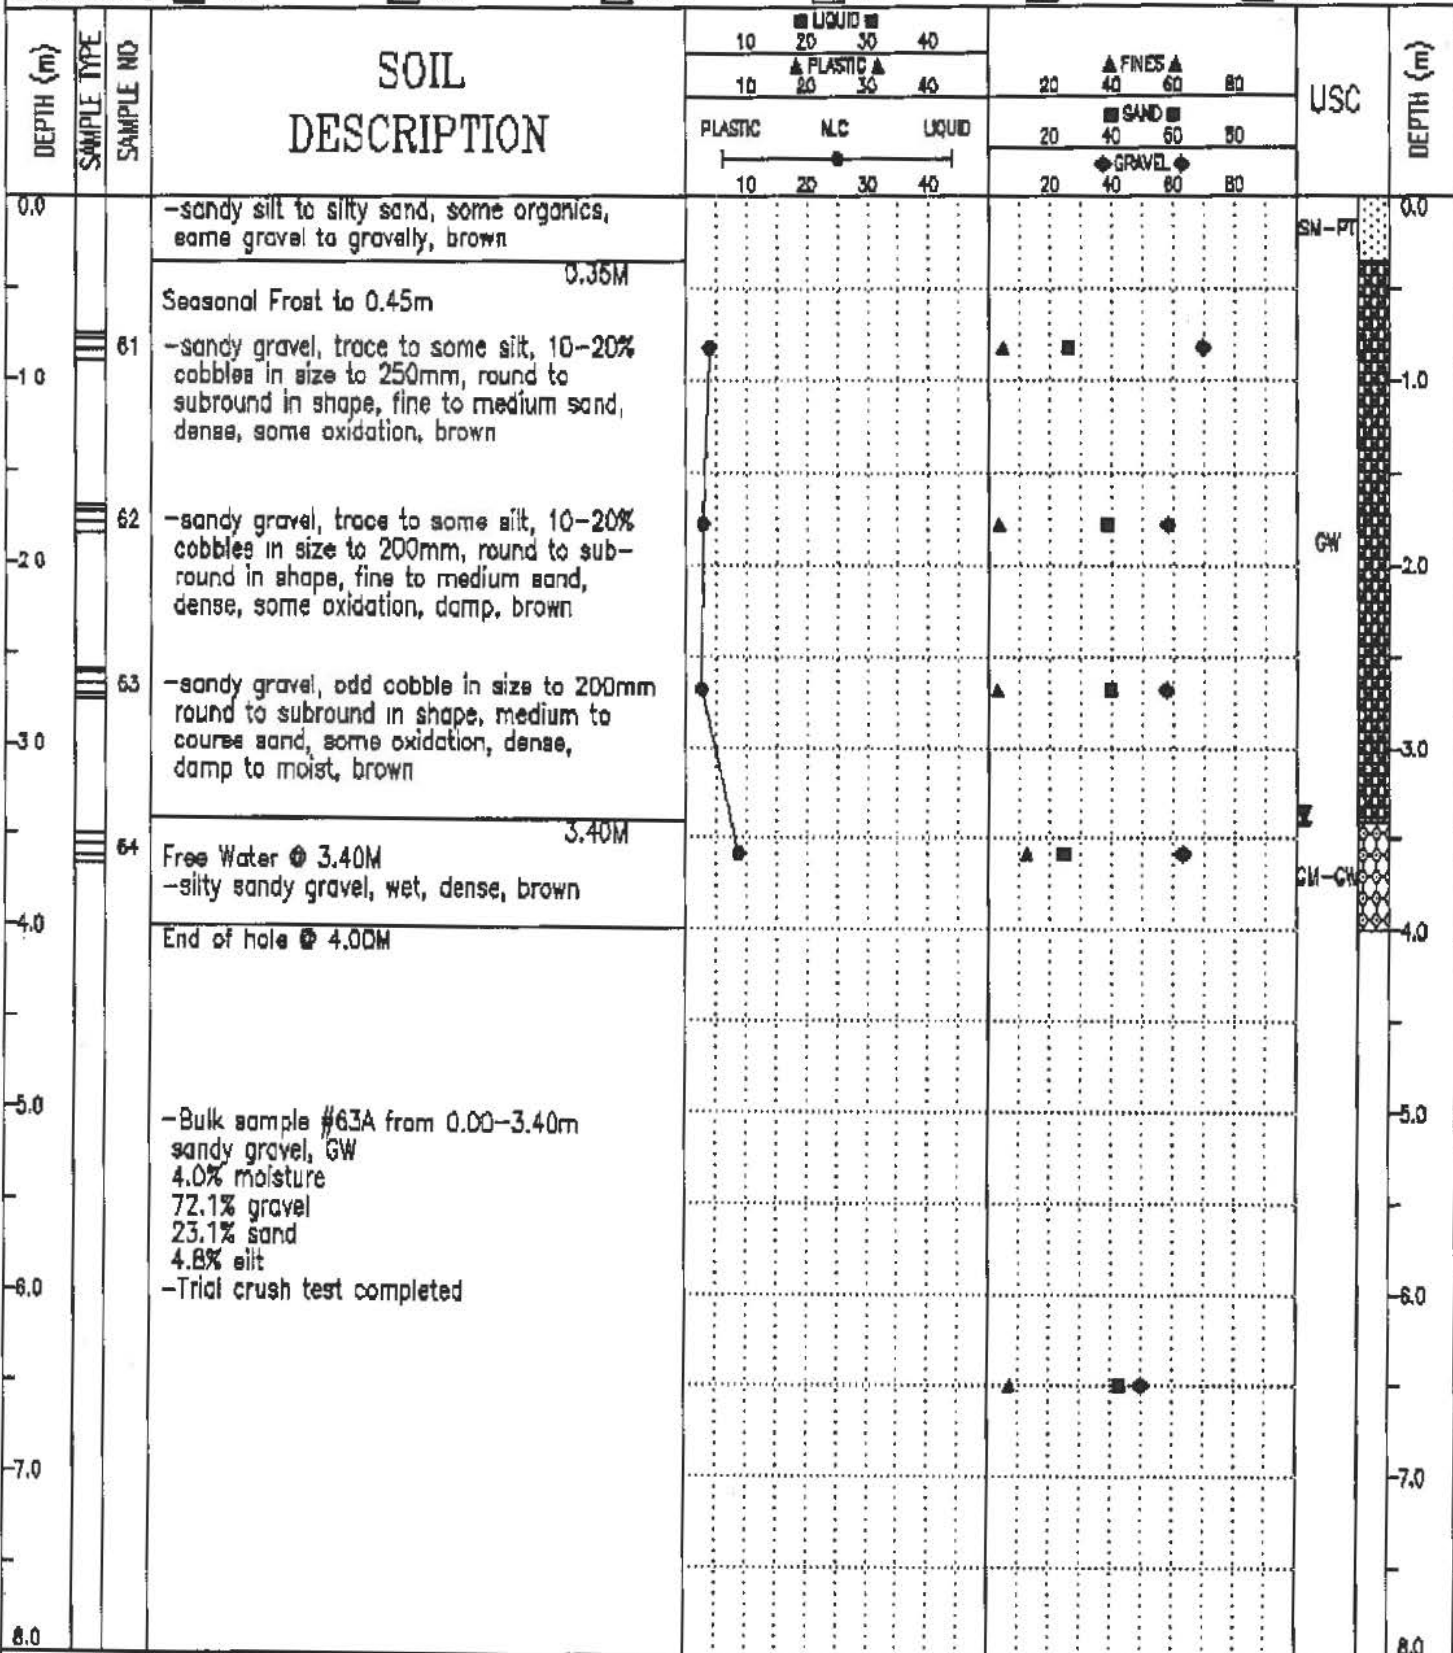 DEPTH (m)
SAMPLE TYPE
SAMPLE NO
SOIL
DESCRIPTION
■ LIQUID ■
10 20 30 40
▲ PLASTIC ▲
10 20 30 40
PLASTIC M.C LIQUID
10 20 30 40
▲ FINES ▲
20 40 60 80
■ SAND ■
20 40 60 80
◆ GRAVEL ◆
20 40 60 80
USC
DEPTH (m)
0.0
-sandy silt to silty sand, some organics,
some gravel to gravelly, brown
SM-PT
0.0
0.35M
Seasonal Frost to 0.45m
61
-sandy gravel, trace to some silt, 10-20%
cobbles in size to 250mm, round to
subround in shape, fine to medium sand,
dense, some oxidation, brown
1 0
1.0
62
-sandy gravel, trace to some silt, 10-20%
cobbles in size to 200mm, round to sub-
round in shape, fine to medium sand,
dense, some oxidation, damp, brown
GW
2 0
2.0
63
-sandy gravel, odd cobble in size to 200mm
round to subround in shape, medium to
course sand, some oxidation, dense,
damp to moist, brown
3 0
3.0
3.40M
64
Free Water @ 3.40M
-silty sandy gravel, wet, dense, brown
GM-GW
4.0
End of hole @ 4.00M
4.0
5.0
-Bulk sample #63A from 0.00-3.40m
sandy gravel, GW
4.0% moisture
72.1% gravel
23.1% sand
4.8% silt
-Trial crush test completed
5.0
6.0
6.0
7.0
7.0
8.0
8.0